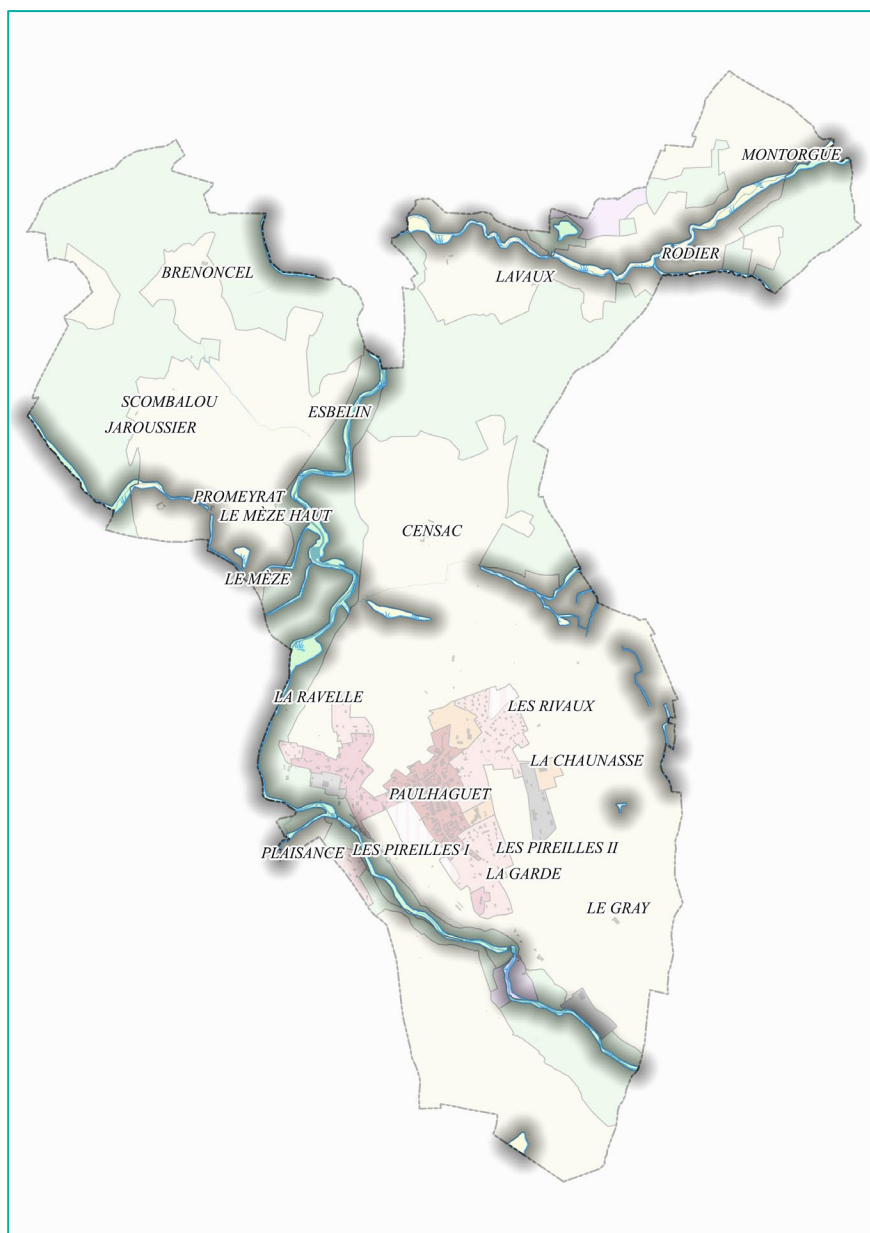 MONTORGUE
RODIER
BRENONCEL
LAVAUX
SCOMBALOU
ESBELIN
JAROUSSIER
PROMEYRAT
LE MÈZE HAUT
CENSAC
LE MÈZE
LA RAVELLE
LES RIVAUX
LA CHAUNASSE
PAULHAGUET
PLAISANCE
LES PIREILLES I
LES PIREILLES II
LA GARDE
LE GRAY